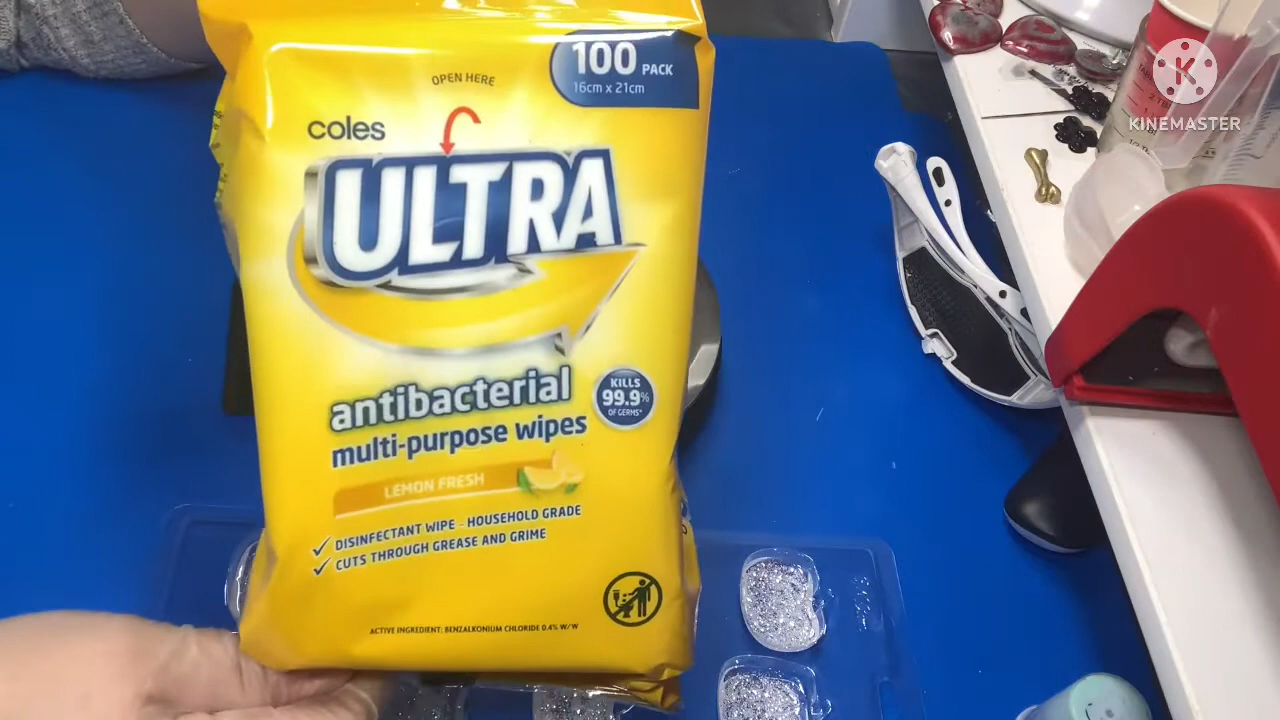 100 PACK
16cm x 21cm
OPEN HERE
coles
ULTRA
antibacterial
multi-purpose wipes
KILLS
99.9%
OF GERMS*
LEMON FRESH
✓ DISINFECTANT WIPE - HOUSEHOLD GRADE
✓ CUTS THROUGH GREASE AND GRIME
ACTIVE INGREDIENT: BENZALKONIUM CHLORIDE 0.4% W/W
K
KINEMASTER